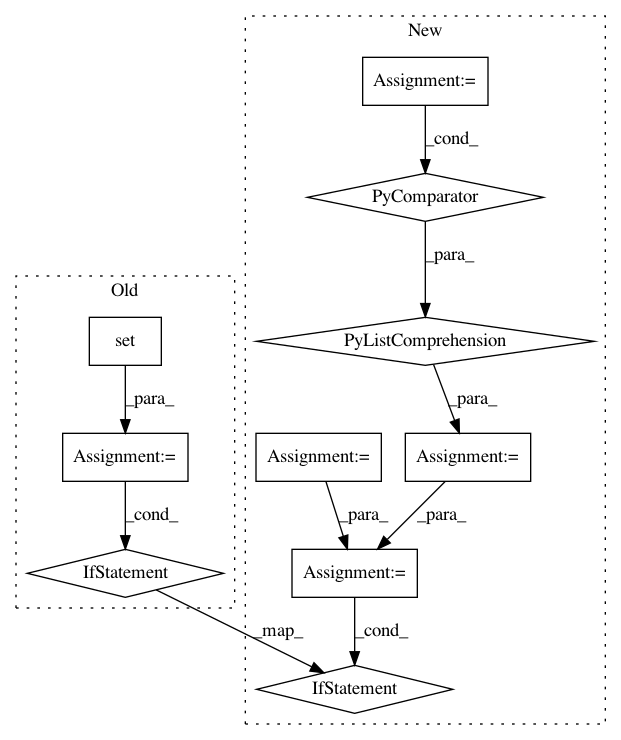 New
Assignment:=
_cond_
PyComparator
_para_
Old
set
PyListComprehension
_para_
_para_
Assignment:=
Assignment:=
Assignment:=
_cond_
_para_
_para_
IfStatement
Assignment:=
_map_
_cond_
IfStatement